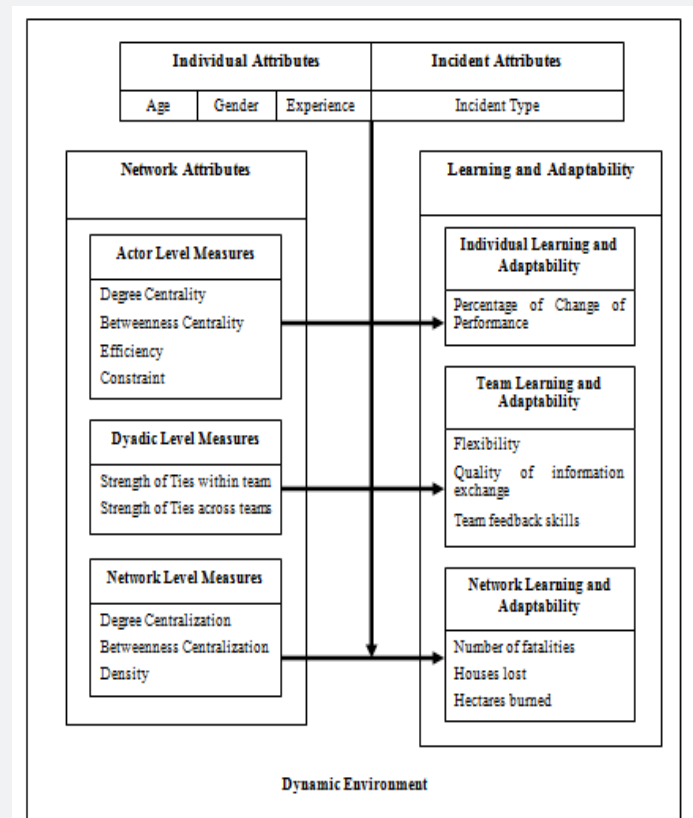 Individual Attributes
Incident Attributes
Age
Gender
Experience
Incident Type
Network Attributes
Actor Level Measures
Degree Centrality
Betweenness Centrality
Efficiency
Constraint
Dyadic Level Measures
Strength of Ties within team
Strength of Ties across teams
Network Level Measures
Degree Centralization
Betweenness Centralization
Density
Learning and Adaptability
Individual Learning and
Adaptability
Percentage of Change of
Performance
Team Learning and
Adaptability
Flexibility
Quality of information
exchange
Team feedback skills
Network Learning and
Adaptability
Number of fatalities
Houses lost
Hectares burned
Dynamic Environment